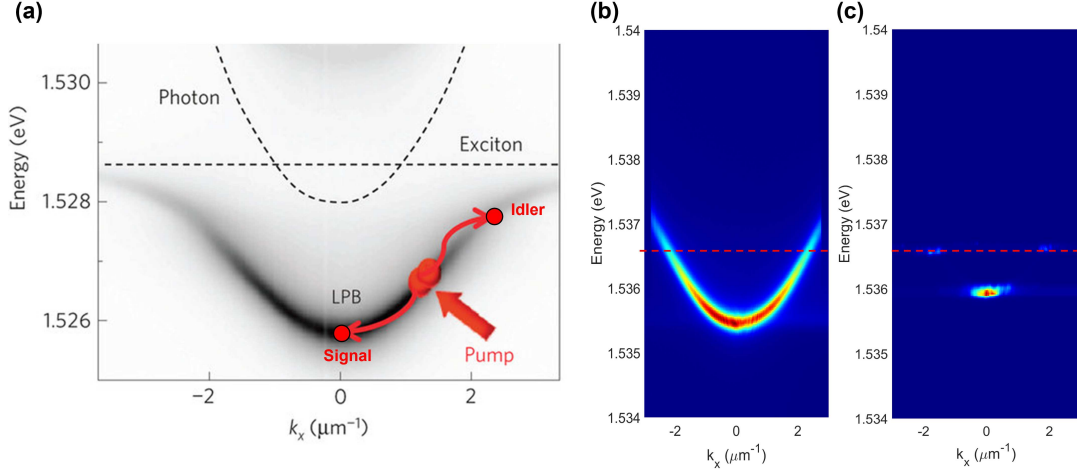 (a)
1.530
1.528
1.526
Energy (eV)
Photon
Exciton
Idler
LPB
Signal
Pump
−2
0
2
kₓ (μm⁻¹)
(b)
1.54
1.539
1.538
1.537
1.536
1.535
1.534
Energy (eV)
-2
0
2
kₓ (μm⁻¹)
(c)
1.54
1.539
1.538
1.537
1.536
1.535
1.534
Energy (eV)
-2
0
2
kₓ (μm⁻¹)